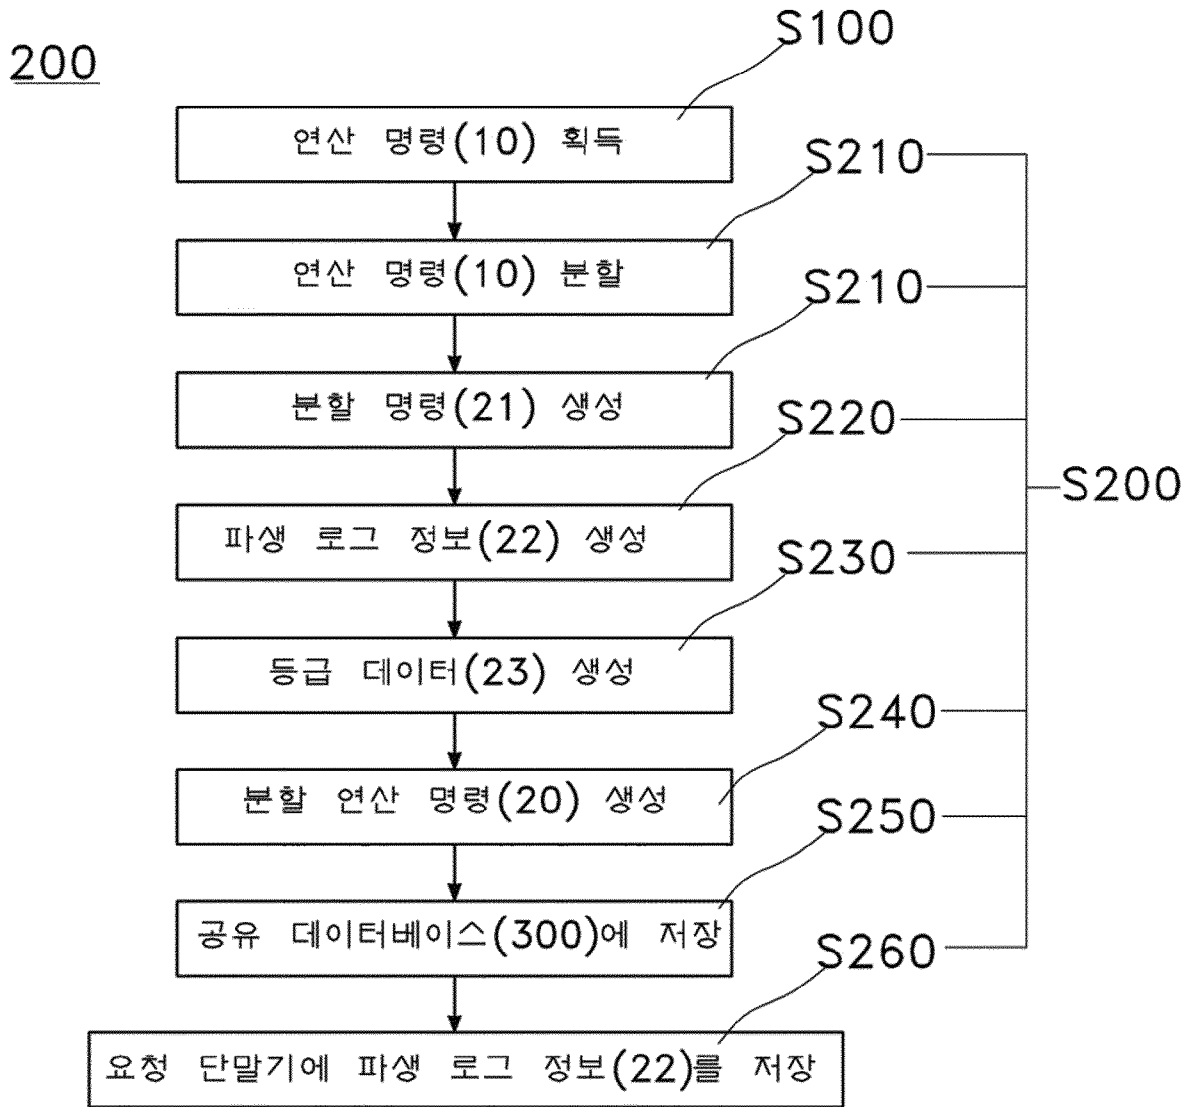 200
S100
연산 명령(10) 획득
S210
연산 명령(10) 분할
S210
분할 명령(21) 생성
S220
파생 로그 정보(22) 생성
S200
S230
등급 데이터(23) 생성
S240
분할 연산 명령(20) 생성
S250
공유 데이터베이스(300)에 저장
S260
요청 단말기에 파생 로그 정보(22)를 저장